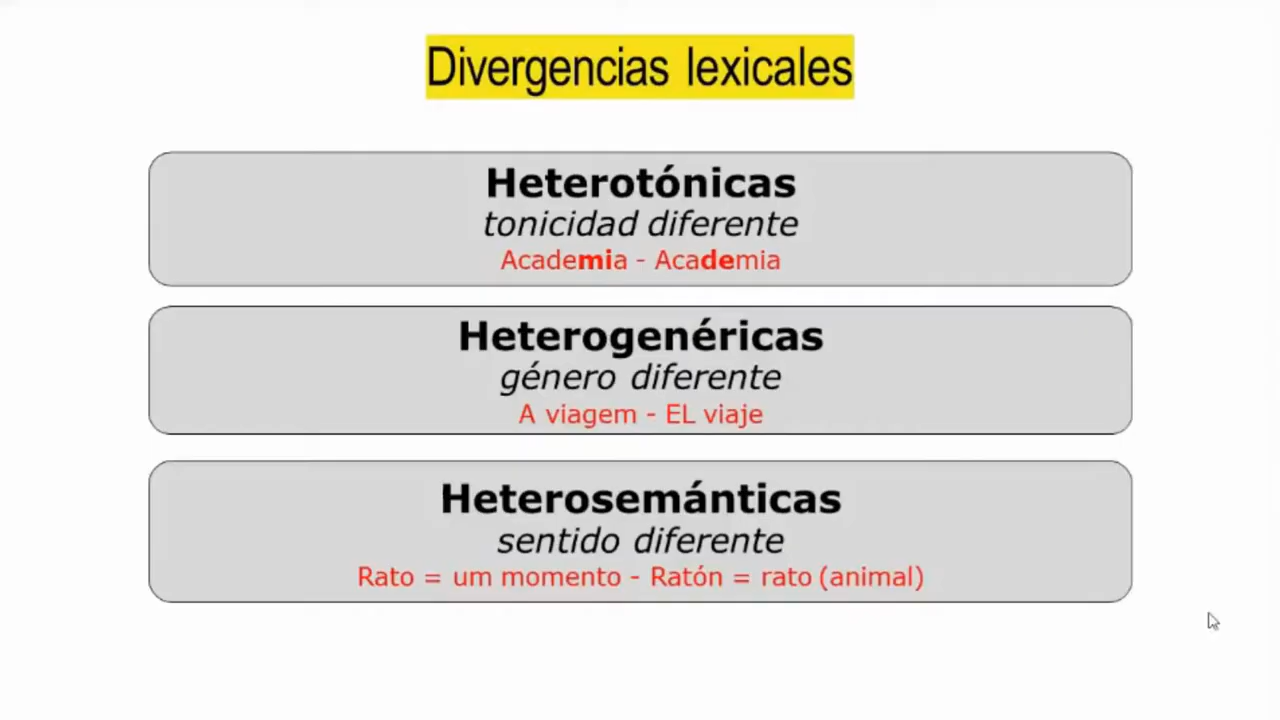 Divergencias lexicales
Heterotónicas
tonicidad diferente
Academia - Academia
Heterogenéricas
género diferente
A viagem - EL viaje
Heterosemánticas
sentido diferente
Rato = um momento - Ratón = rato (animal)